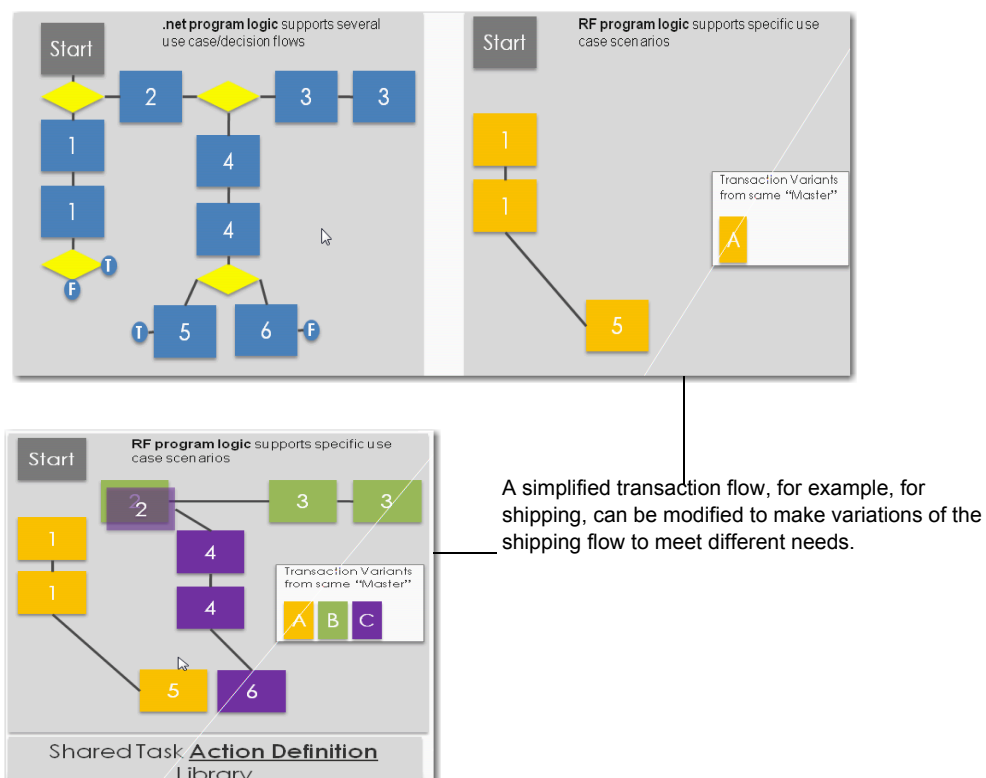 .net program logic supports several
use case/decision flows
Start
2
3
3
1
4
1
4
T
F
T
5
6
F
RF program logic supports specific use
case scenarios
Start
1
1
Transaction Variants
from same “Master”
A
5
RF program logic supports specific use
case scenarios
Start
2
2
3
3
1
4
1
4
Transaction Variants
from same “Master”
A B C
5
6
Shared Task Action Definition
Library
A simplified transaction flow, for example, for
shipping, can be modified to make variations of the
shipping flow to meet different needs.